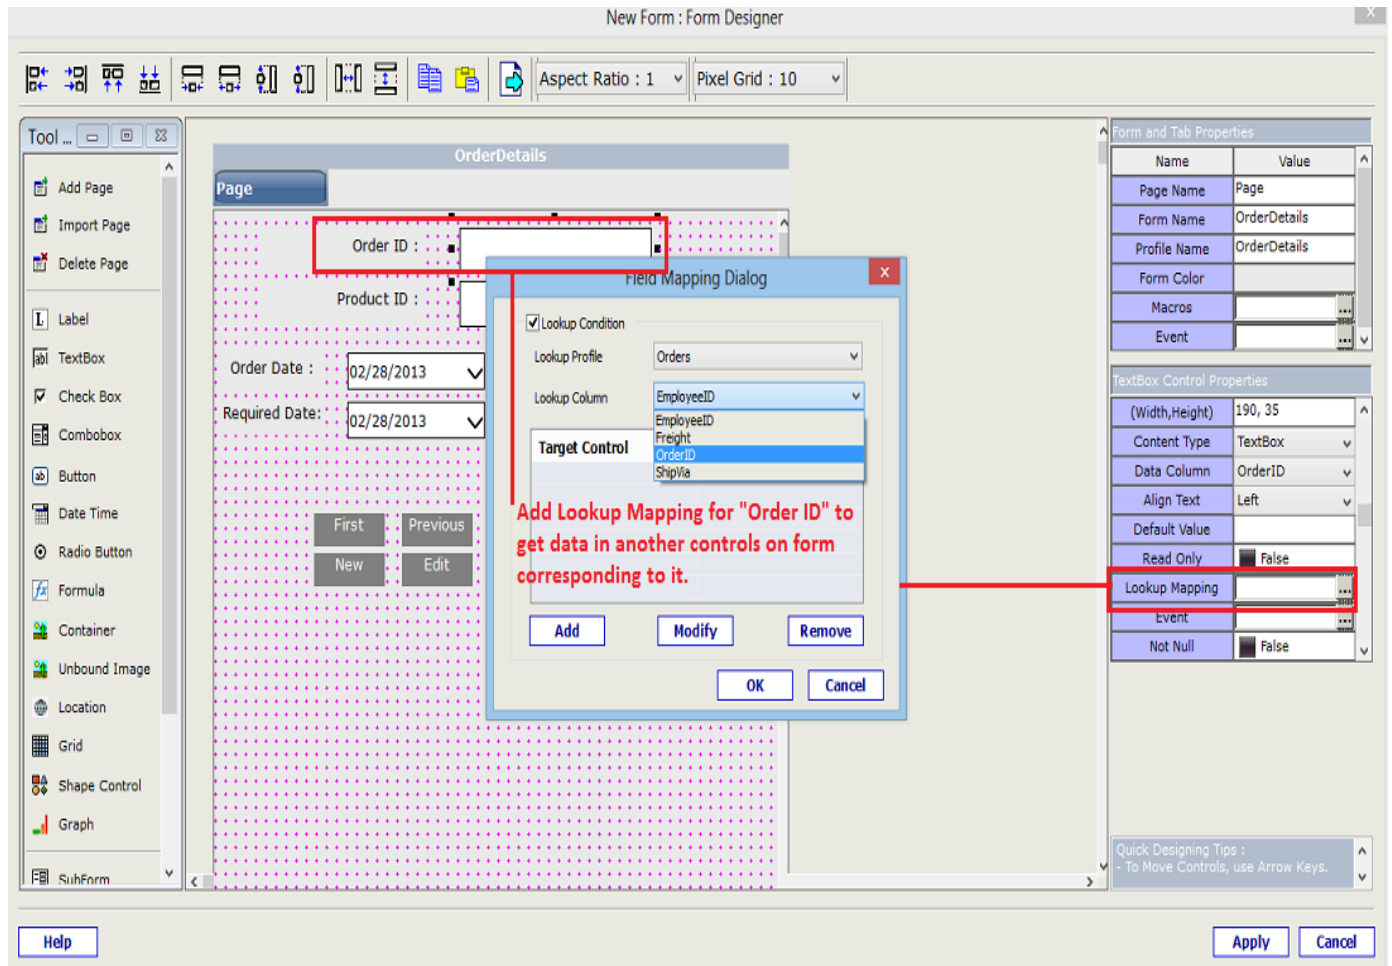 New Form : Form Designer
X
Aspect Ratio : 1
Pixel Grid : 10
Tool ...
Add Page
Import Page
Delete Page
L Label
abl TextBox
Check Box
Combobox
ab Button
Date Time
Radio Button
fx Formula
Container
Unbound Image
Location
Grid
Shape Control
Graph
SubForm
OrderDetails
Page
Order ID :
Product ID :
Order Date :
02/28/2013
Required Date:
02/28/2013
First
Previous
New
Edit
Field Mapping Dialog
x
Lookup Condition
Lookup Profile
Orders
Lookup Column
EmployeeID
EmployeeID
Freight
OrderID
ShipVia
Target Control
Add Lookup Mapping for "Order ID" to
get data in another controls on form
corresponding to it.
Add
Modify
Remove
OK
Cancel
Form and Tab Properties
Name Value
Page Name Page
Form Name OrderDetails
Profile Name OrderDetails
Form Color
Macros ...
Event ...
TextBox Control Properties
(Width,Height) 190, 35
Content Type TextBox
Data Column OrderID
Align Text Left
Default Value
Read Only False
Lookup Mapping ...
Event ...
Not Null False
Quick Designing Tips :
- To Move Controls, use Arrow Keys.
Help
Apply
Cancel